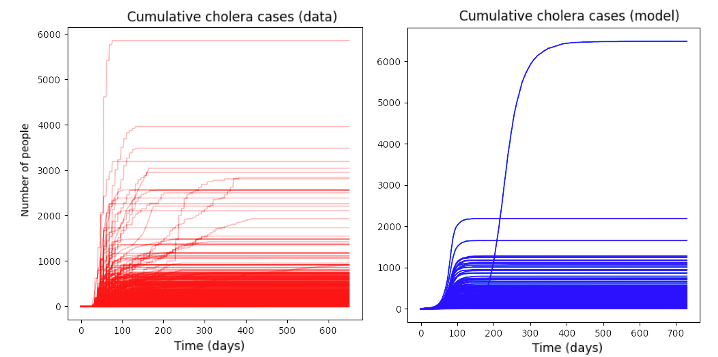 Cumulative cholera cases (data)
6000
5000
4000
3000
2000
1000
0
Number of people
0 100 200 300 400 500 600
Time (days)
Cumulative cholera cases (model)
6000
5000
4000
3000
2000
1000
0
0 100 200 300 400 500 600 700
Time (days)